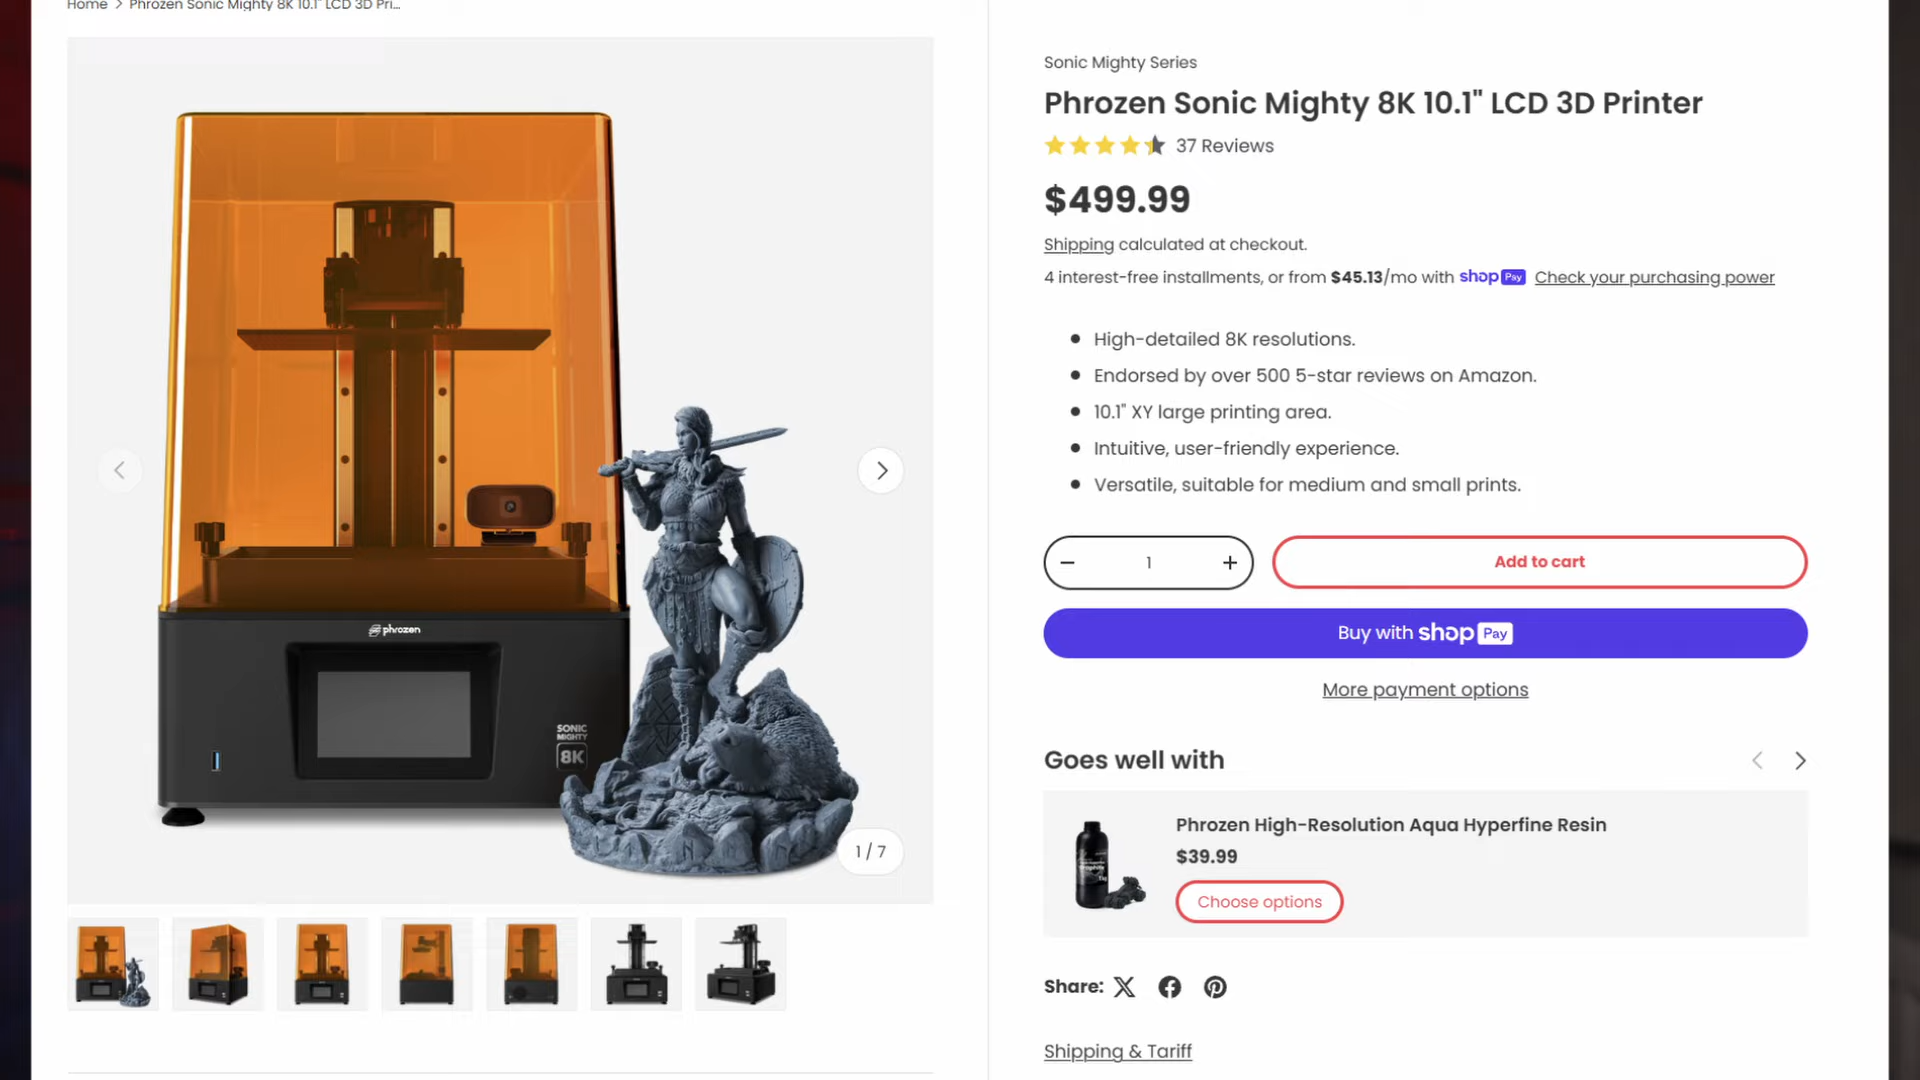 Home > Phrozen Sonic Mighty 8K 10.1" LCD 3D Pri...
Sonic Mighty Series
Phrozen Sonic Mighty 8K 10.1" LCD 3D Printer
37 Reviews
$499.99
Shipping calculated at checkout.
4 interest-free installments, or from $45.13/mo with shop Pay Check your purchasing power
• High-detailed 8K resolutions.
• Endorsed by over 500 5-star reviews on Amazon.
• 10.1" XY large printing area.
• Intuitive, user-friendly experience.
• Versatile, suitable for medium and small prints.
− 1 + Add to cart
Buy with shop Pay
More payment options
Goes well with
Phrozen High-Resolution Aqua Hyperfine Resin
$39.99
Choose options
Share:
Shipping & Tariff
phrozen
SONIC
MIGHTY
8K
1 / 7